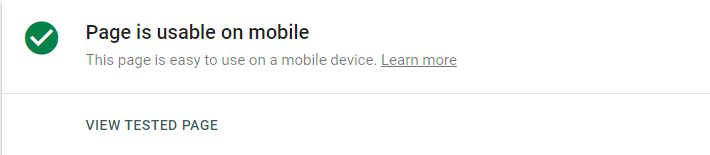 Page is usable on mobile
This page is easy to use on a mobile device. Learn more
VIEW TESTED PAGE